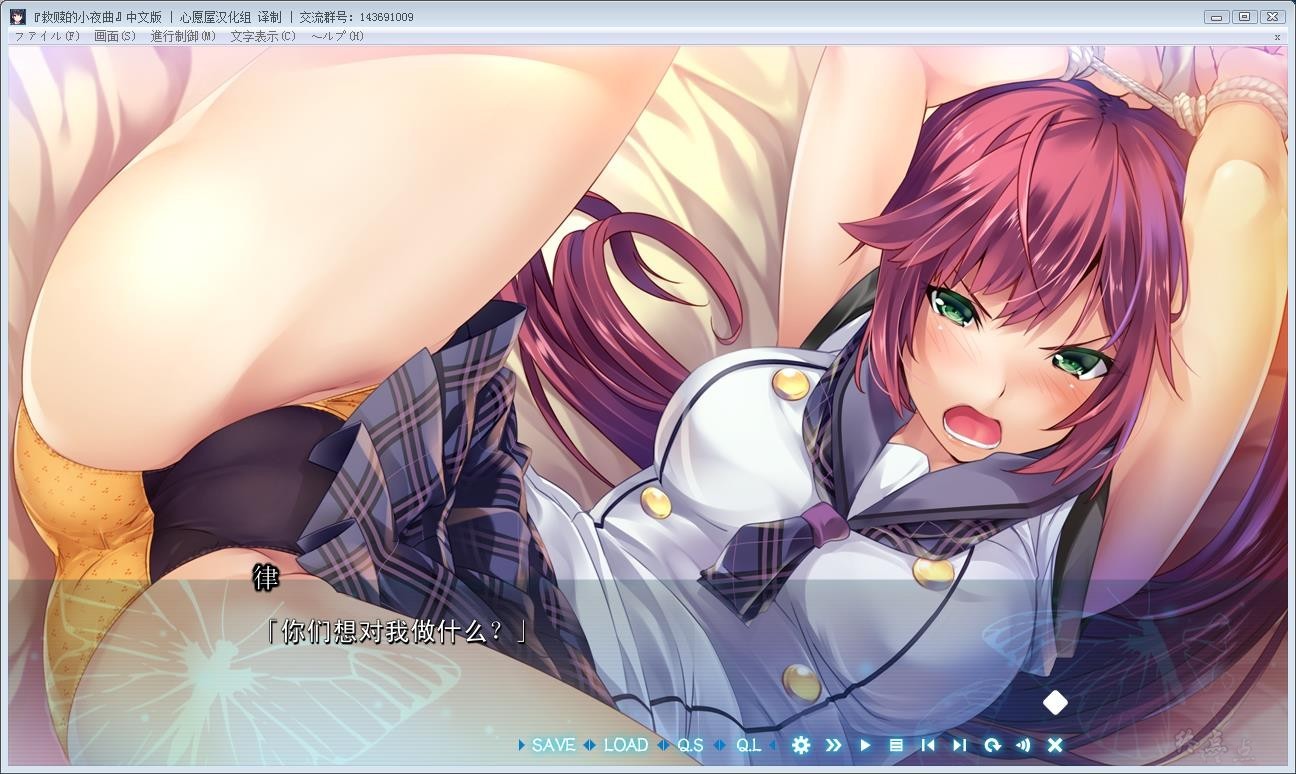 『救赎的小夜曲』中文版 | 心愿屋汉化组 译制 | 交流群号: 143691009
ファイル(F) 画面(S) 進行制御(M) 文字表示(C) ヘルプ(H)
律
「你们想对我做什么？」
SAVE LOAD Q.S Q.L